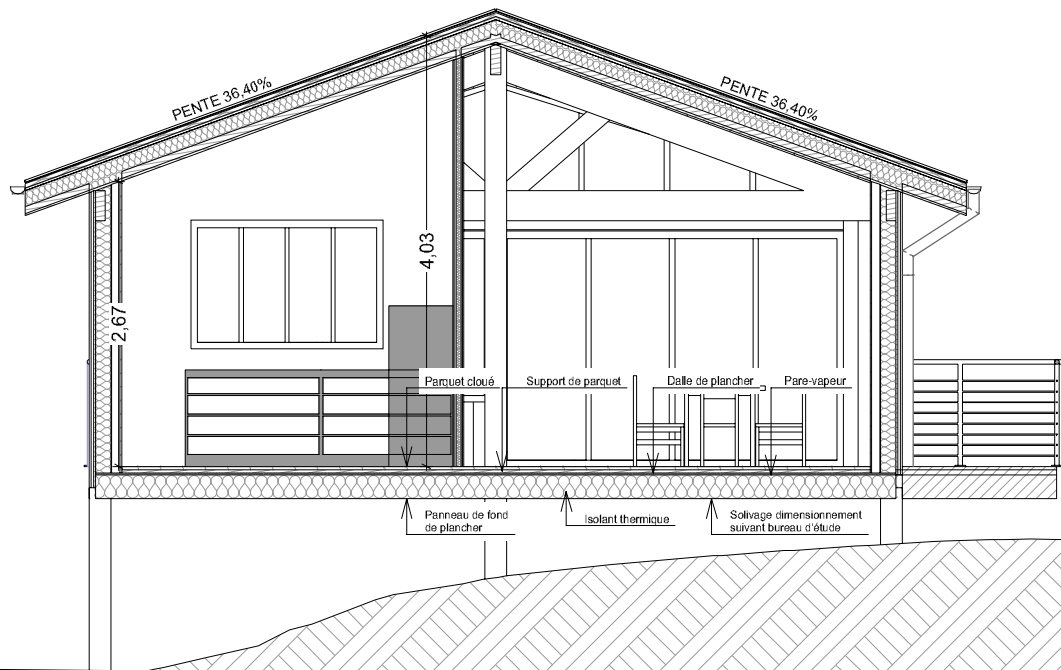 PENTE 36,40%
PENTE 36,40%
4,03
2,67
Parquet cloué
Support de parquet
Dalle de plancher
Pare-vapeur
Panneau de fond
de plancher
Isolant thermique
Solivage dimensionnement
suivant bureau d'étude